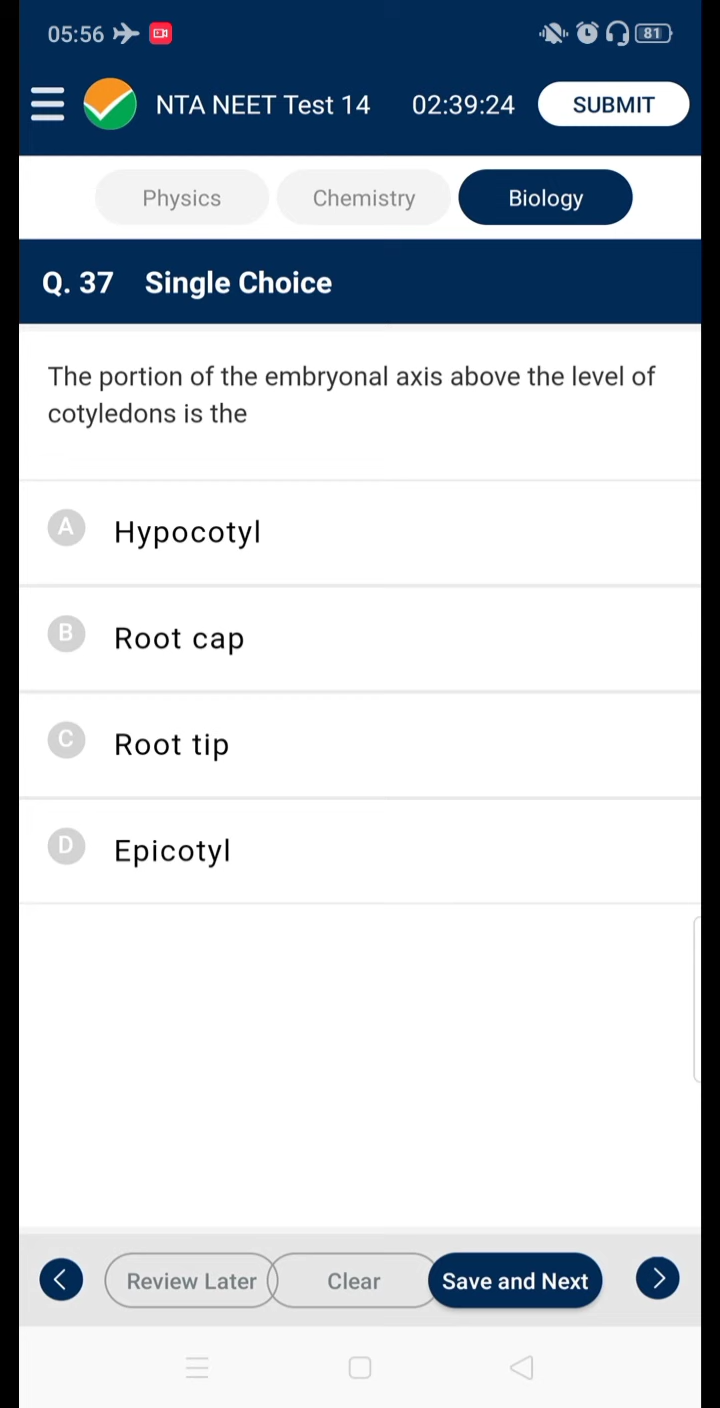 05:56 81
NTA NEET Test 14 02:39:24 SUBMIT
Physics Chemistry Biology
Q. 37 Single Choice
The portion of the embryonal axis above the level of
cotyledons is the
A Hypocotyl
B Root cap
C Root tip
D Epicotyl
Review Later Clear Save and Next